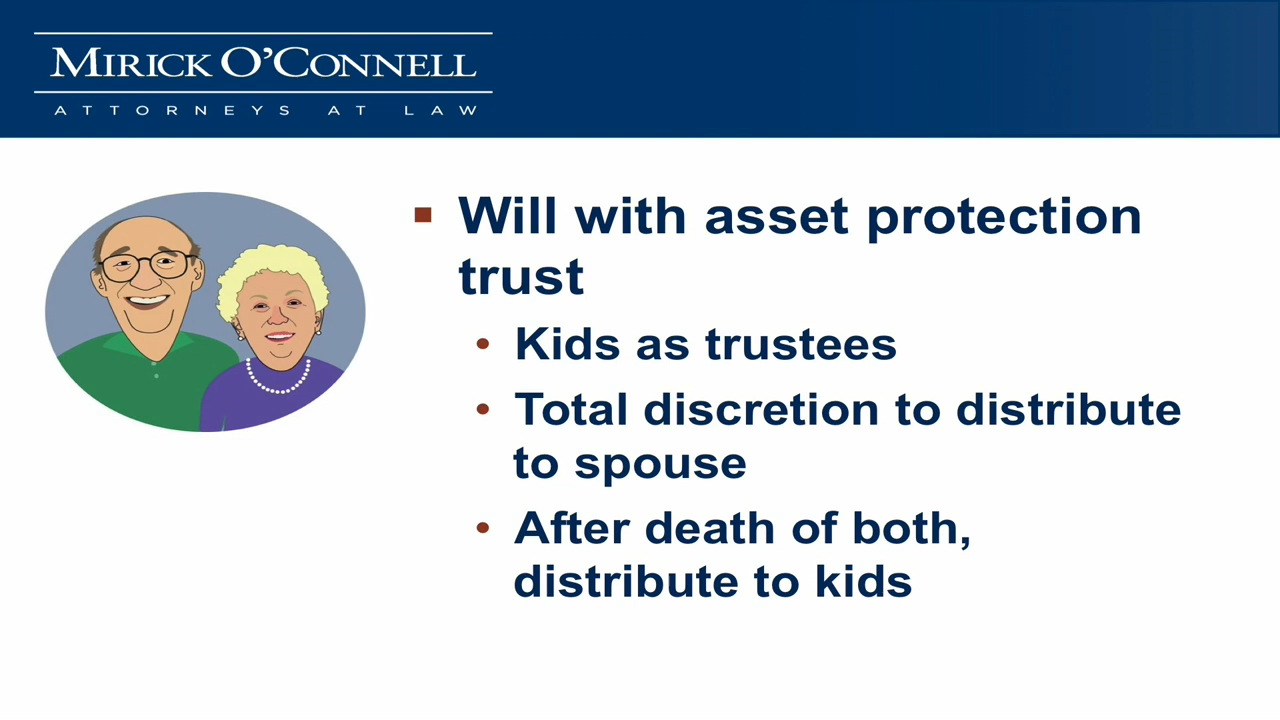 MIRICK O'CONNELL
ATTORNEYS AT LAW
▪ Will with asset protection
trust
• Kids as trustees
• Total discretion to distribute
to spouse
• After death of both,
distribute to kids